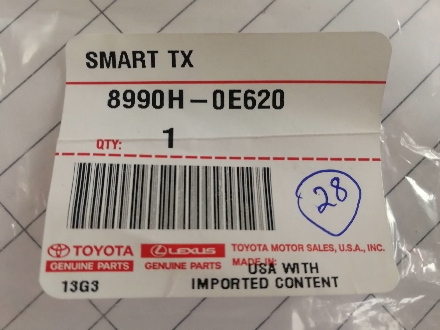 SMART TX
8990H-0E620
QTY: 1
28
TOYOTA LEXUS TOYOTA MOTOR SALES, U.S.A., INC.
GENUINE PARTS GENUINE PARTS MADE IN:
USA WITH
13G3 IMPORTED CONTENT